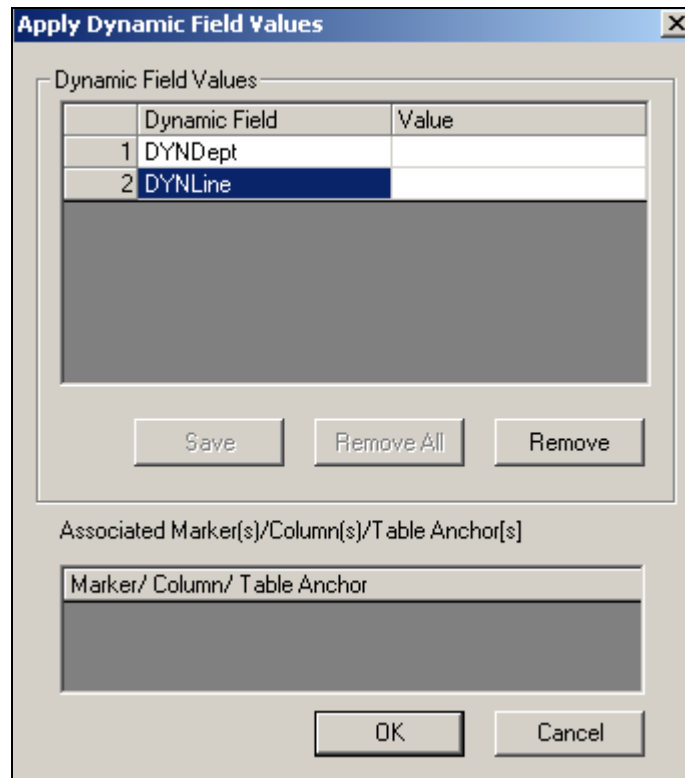 Apply Dynamic Field Values
Dynamic Field Values
Dynamic Field Value
1 DYNDept
2 DYNLine
Save Remove All Remove
Associated Marker(s)/Column(s)/Table Anchor[s]
Marker/ Column/ Table Anchor
OK Cancel